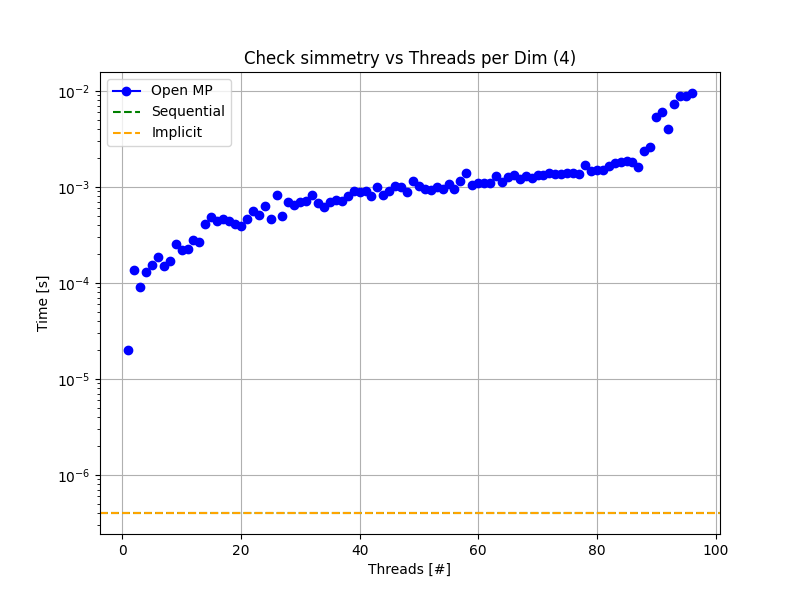 Check simmetry vs Threads per Dim (4)
Open MP
Sequential
Implicit
10⁻²
10⁻³
10⁻⁴
10⁻⁵
10⁻⁶
Time [s]
0 20 40 60 80 100
Threads [#]